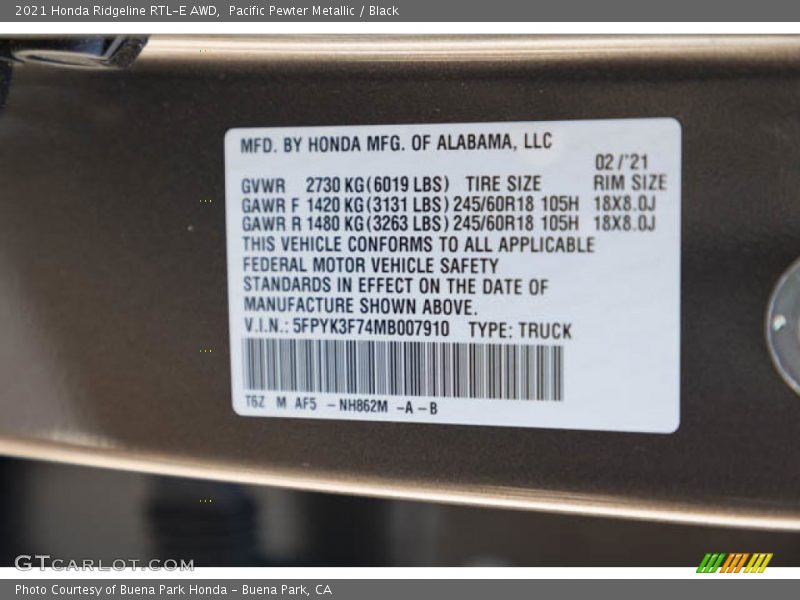 2021 Honda Ridgeline RTL-E AWD,  Pacific Pewter Metallic / Black
MFD. BY HONDA MFG. OF ALABAMA, LLC
02/'21
GVWR 2730 KG(6019 LBS) TIRE SIZE RIM SIZE
GAWR F 1420 KG(3131 LBS) 245/60R18 105H 18X8.0J
GAWR R 1480 KG(3263 LBS) 245/60R18 105H 18X8.0J
THIS VEHICLE CONFORMS TO ALL APPLICABLE
FEDERAL MOTOR VEHICLE SAFETY
STANDARDS IN EFFECT ON THE DATE OF
MANUFACTURE SHOWN ABOVE.
V.I.N.: 5FPYK3F74MB007910 TYPE: TRUCK
T6Z M AF5 -NH862M -A-B
GTCARLOT.COM
Photo Courtesy of Buena Park Honda - Buena Park, CA